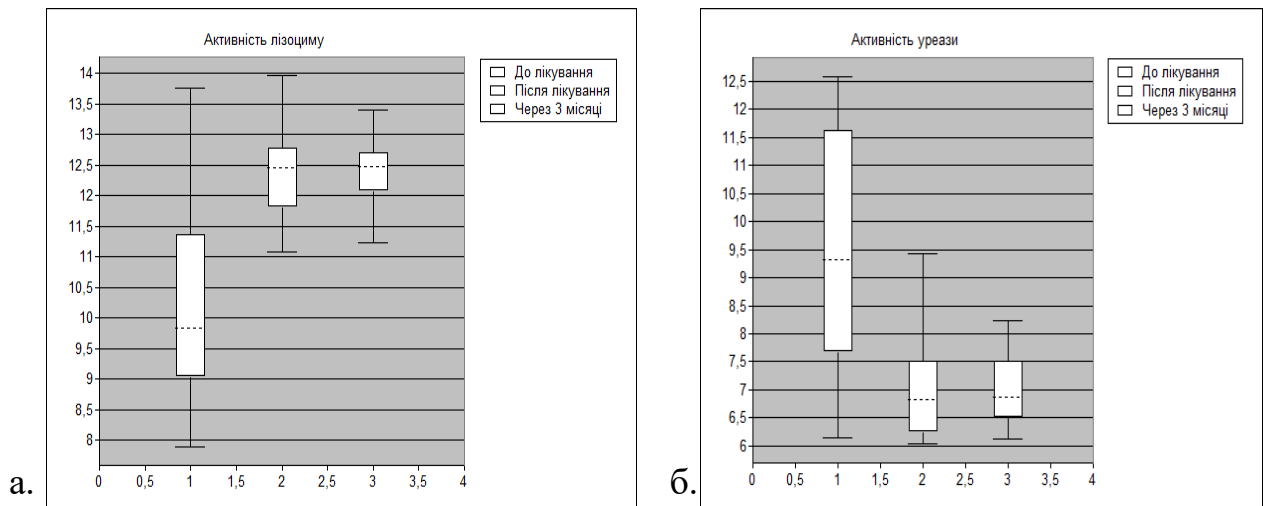 Активність лізоциму
14
13,5
13
12,5
12
11,5
11
10,5
10
9,5
9
8,5
8
0 0,5 1 1,5 2 2,5 3 3,5 4
До лікування
Після лікування
Через 3 місяці
а.
Активність уреази
12,5
12
11,5
11
10,5
10
9,5
9
8,5
8
7,5
7
6,5
6
0 0,5 1 1,5 2 2,5 3 3,5 4
До лікування
Після лікування
Через 3 місяці
б.